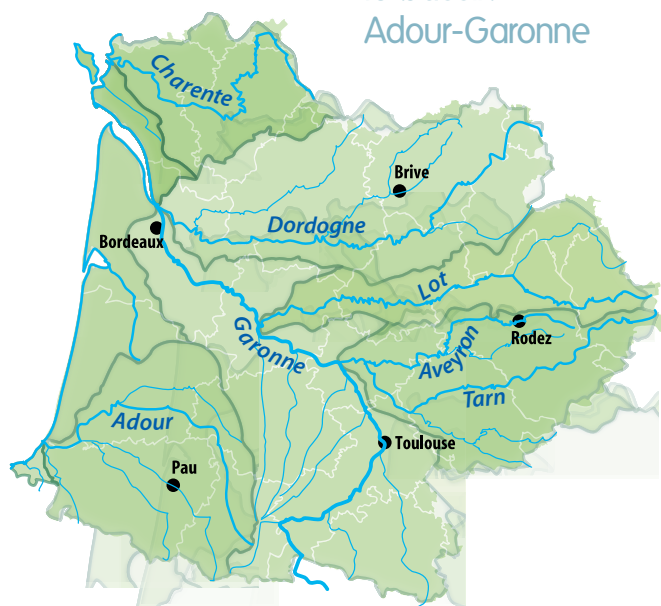 Adour-Garonne
Charente
Brive
Dordogne
Bordeaux
Lot
Garonne
Rodez
Aveyron
Tarn
Adour
Toulouse
Pau